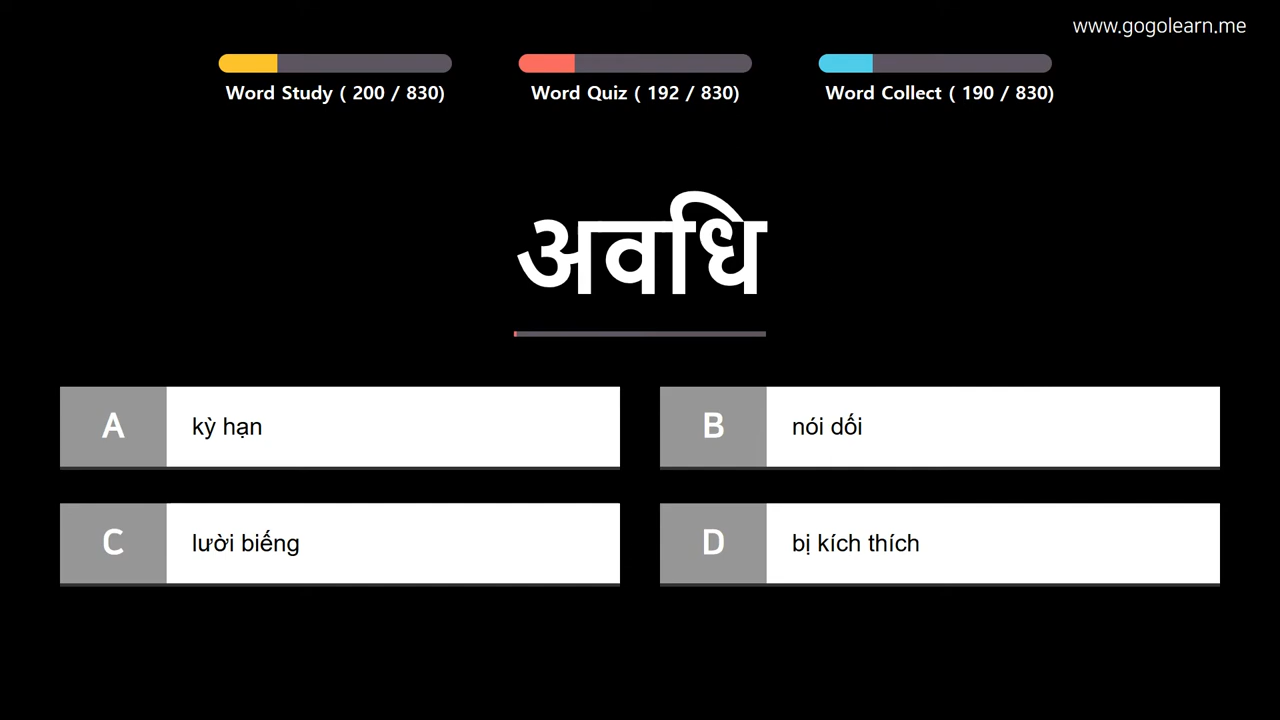 www.gogolearn.me
Word Study ( 200 / 830)
Word Quiz ( 192 / 830)
Word Collect ( 190 / 830)
अवधि
A kỳ hạn
B nói dối
C lười biếng
D bị kích thích